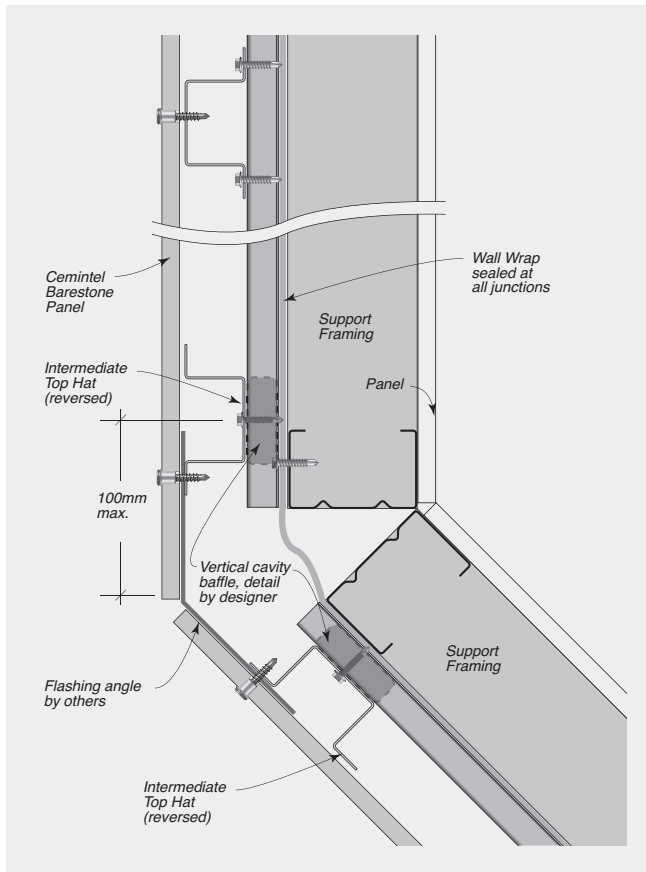 Cemintel
Barestone
Panel
Wall Wrap
sealed at
all junctions
Support
Framing
Intermediate
Top Hat
(reversed)
Panel
100mm
max.
Vertical cavity
baffle, detail
by designer
Support
Framing
Flashing angle
by others
Intermediate
Top Hat
(reversed)